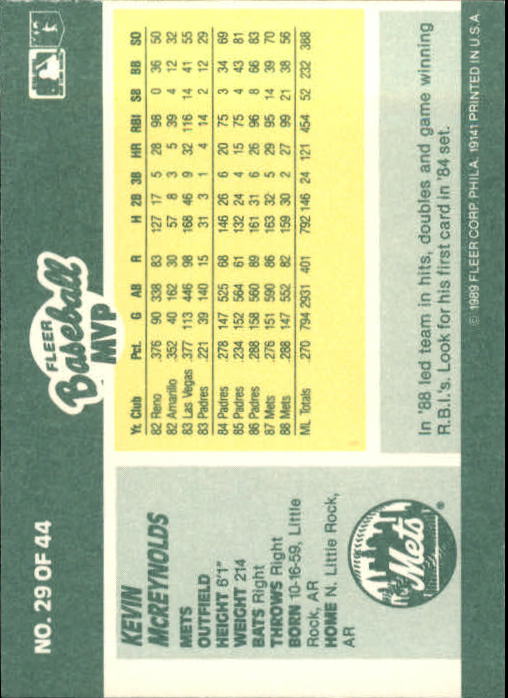 NO. 29 OF 44
FLEER
Baseball
MVP
KEVIN
McREYNOLDS
METS
OUTFIELD
HEIGHT 6'1"
WEIGHT 214
BATS Right
THROWS Right
BORN 10-16-59, Little
Rock, AR
HOME N. Little Rock,
AR
Mets
Yr. Club Pct. G AB R H 2B 3B HR RBI SB BB SO
82 Reno .376 90 338 83 127 17 5 28 98 0 36 50
82 Amarillo .352 40 162 30 57 8 3 5 39 4 12 32
83 Las Vegas .377 113 446 98 168 46 9 32 116 14 41 55
83 Padres .221 39 140 15 31 3 1 4 14 2 12 29
84 Padres .278 147 525 68 146 26 6 20 75 3 34 69
85 Padres .234 152 564 61 132 24 4 15 75 4 43 81
86 Padres .288 158 560 89 161 31 6 26 96 8 66 83
87 Mets .276 151 590 86 163 32 5 29 95 14 39 70
88 Mets .288 147 552 82 159 30 2 27 99 21 38 56
ML Totals .270 794 2931 401 792 146 24 121 454 52 232 388
In '88 led team in hits, doubles and game winning
R.B.I.'s. Look for his first card in '84 set.
© 1989 FLEER CORP. PHILA. 19141 PRINTED IN U.S.A.